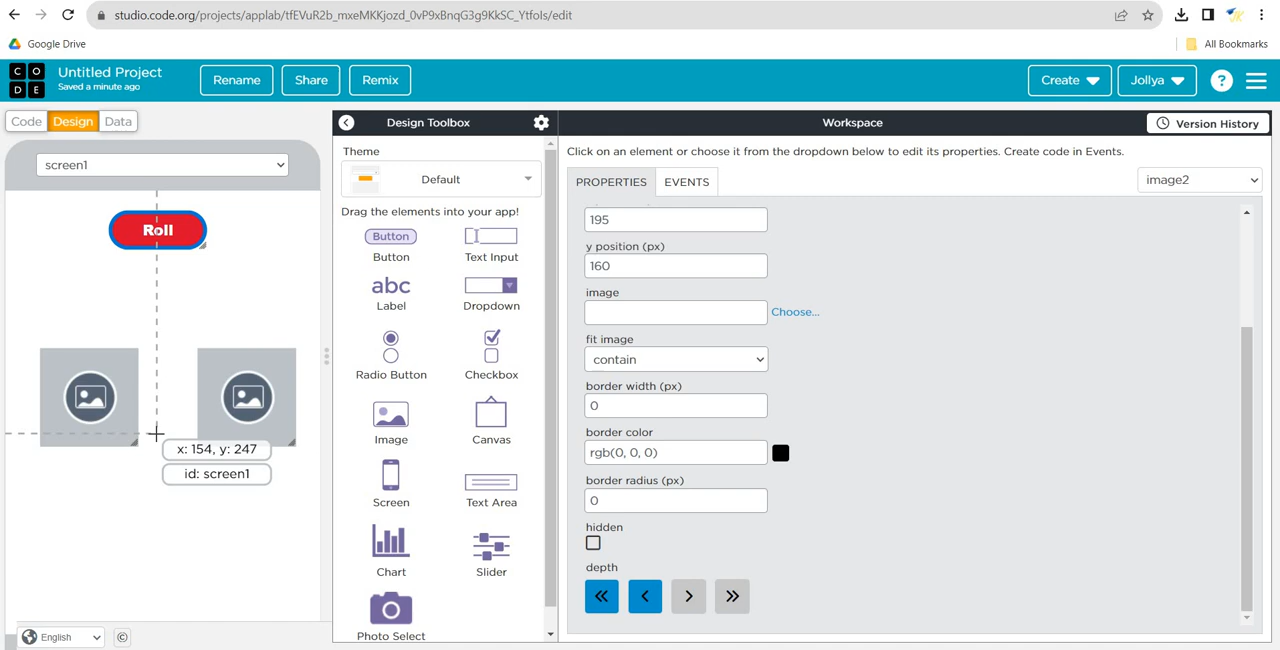 studio.code.org/projects/applab/tfEVuR2b_mxeMKKjozd_0vP9xBnqG3g9KkSC_Ytfols/edit
Google Drive
All Bookmarks
C O D E
Untitled Project
Saved a minute ago
Rename
Share
Remix
Create
Jollya
?
Code
Design
Data
Design Toolbox
Workspace
Version History
screen1
Theme
Default
Drag the elements into your app!
Button
Button
Text Input
abc
Label
Dropdown
Radio Button
Checkbox
Image
Canvas
Screen
Text Area
Chart
Slider
Photo Select
Click on an element or choose it from the dropdown below to edit its properties. Create code in Events.
PROPERTIES
EVENTS
image2
195
y position (px)
160
image
Choose...
fit image
contain
border width (px)
0
border color
rgb(0, 0, 0)
border radius (px)
0
hidden
depth
Roll
x: 154, y: 247
id: screen1
English
©